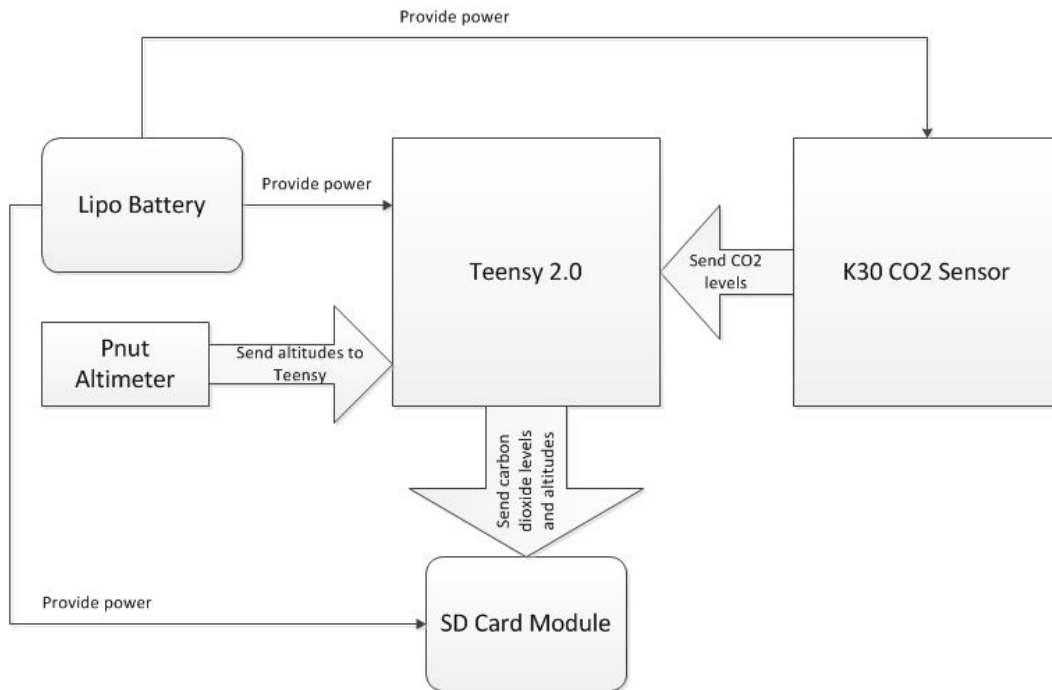 Provide power
Lipo Battery
Provide power
Teensy 2.0
Send CO2
levels
K30 CO2 Sensor
Pnut
Altimeter
Send altitudes to
Teensy
Send carbon
dioxide levels
and altitudes
Provide power
SD Card Module